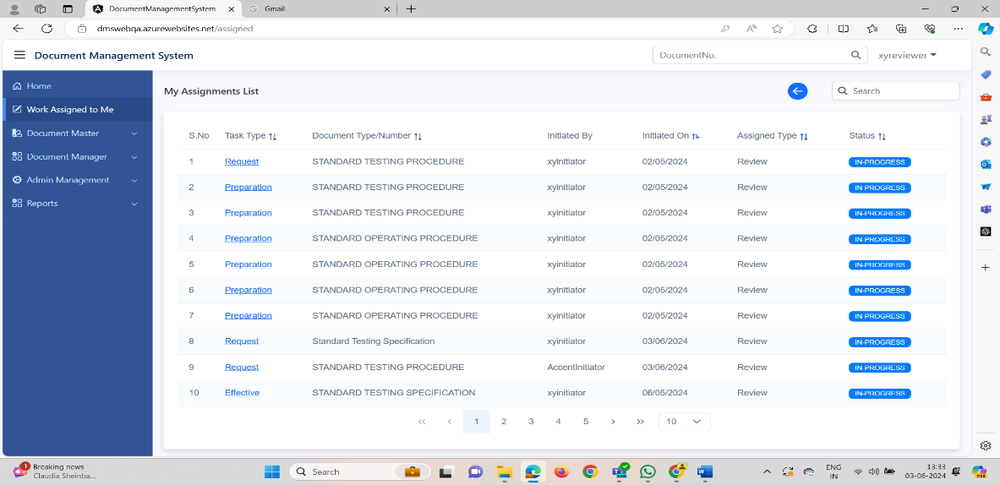 DocumentManagementSystem
Gmail
dmswebqa.azurewebsites.net/assigned
Document Management System
DocumentNo.
xyreviewer
Home
Work Assigned to Me
Document Master
Document Manager
Admin Management
Reports
My Assignments List
Search
S.No Task Type Document Type/Number Initiated By Initiated On Assigned Type Status
1 Request STANDARD TESTING PROCEDURE xyinitiator 02/05/2024 Review IN-PROGRESS
2 Preparation STANDARD TESTING PROCEDURE xyinitiator 02/05/2024 Review IN-PROGRESS
3 Preparation STANDARD TESTING PROCEDURE xyinitiator 02/05/2024 Review IN-PROGRESS
4 Preparation STANDARD OPERATING PROCEDURE xyinitiator 02/05/2024 Review IN-PROGRESS
5 Preparation STANDARD OPERATING PROCEDURE xyinitiator 02/05/2024 Review IN-PROGRESS
6 Preparation STANDARD OPERATING PROCEDURE xyinitiator 02/05/2024 Review IN-PROGRESS
7 Preparation STANDARD OPERATING PROCEDURE xyinitiator 02/05/2024 Review IN-PROGRESS
8 Request Standard Testing Specification xyinitiator 03/06/2024 Review IN-PROGRESS
9 Request STANDARD TESTING PROCEDURE AccentInitiator 03/06/2024 Review IN-PROGRESS
10 Effective STANDARD TESTING SPECIFICATION xyinitiator 06/05/2024 Review IN-PROGRESS
« ‹ 1 2 3 4 5 › » 10
1 Breaking news
Claudia Sheinba...
Search
ENG
IN
13:33
03-06-2024